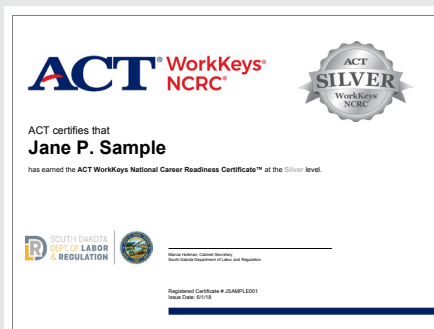 ACT® WorkKeys®
NCRC®
ACT
SILVER
WorkKeys
NCRC
ACT certifies that
Jane P. Sample
has earned the ACT WorkKeys National Career Readiness Certificate™ at the Silver level.
SOUTH DAKOTA
DEPT. OF LABOR
& REGULATION
Marcia Hultman, Cabinet Secretary
South Dakota Department of Labor and Regulation
Registered Certificate # JSAMPLE001
Issue Date: 6/1/18